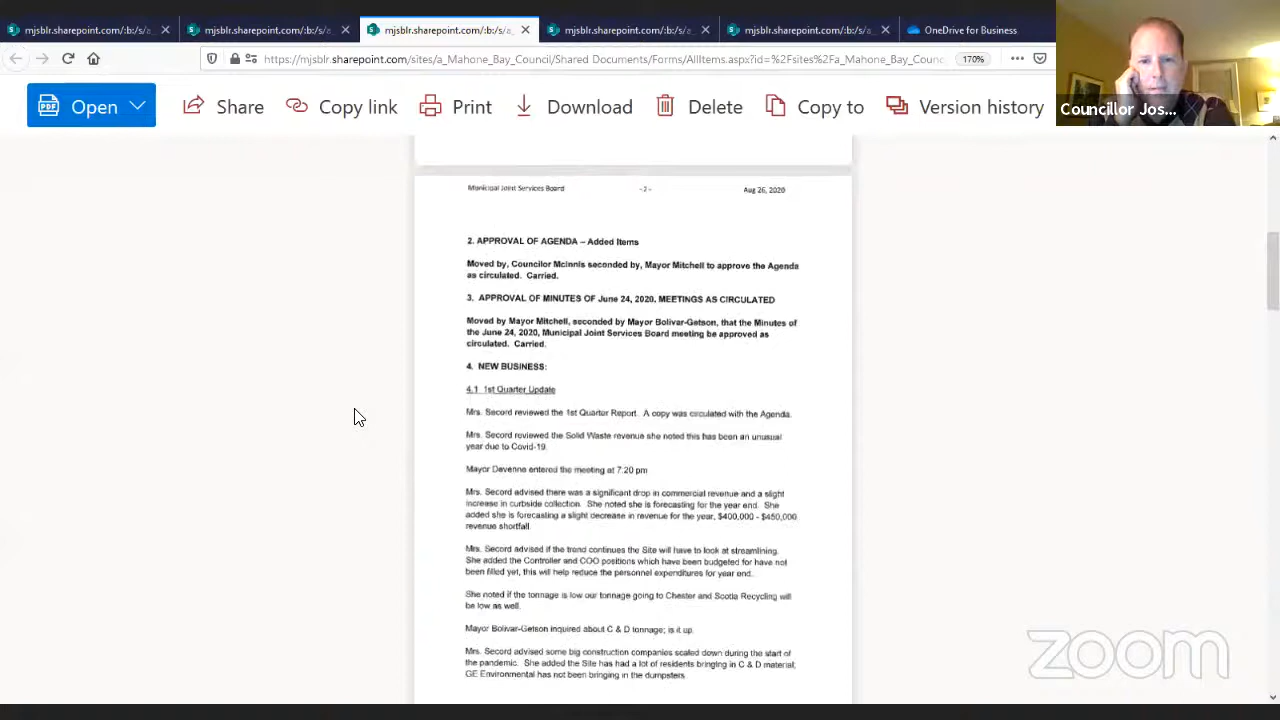 mjsblr.sharepoint.com/:b:/s/a_
mjsblr.sharepoint.com/:b:/s/a_
mjsblr.sharepoint.com/:b:/s/a_
mjsblr.sharepoint.com/:b:/s/a_
mjsblr.sharepoint.com/:b:/s/a_
OneDrive for Business
https://mjsblr.sharepoint.com/sites/a_Mahone_Bay_Council/Shared Documents/Forms/AllItems.aspx?id=%2Fsites%2Fa_Mahone_Bay_Counc
170%
Open
Share
Copy link
Print
Download
Delete
Copy to
Version history
Councillor Jos...
Municipal Joint Services Board
-2-
Aug 26, 2020
2. APPROVAL OF AGENDA – Added Items
Moved by, Councilor McInnis seconded by, Mayor Mitchell to approve the Agenda
as circulated. Carried.
3. APPROVAL OF MINUTES OF June 24, 2020, MEETINGS AS CIRCULATED
Moved by Mayor Mitchell, seconded by Mayor Bolivar-Getson, that the Minutes of
the June 24, 2020, Municipal Joint Services Board meeting be approved as
circulated. Carried.
4. NEW BUSINESS:
4.1 1st Quarter Update
Mrs. Secord reviewed the 1st Quarter Report. A copy was circulated with the Agenda.
Mrs. Secord reviewed the Solid Waste revenue she noted this has been an unusual
year due to Covid-19.
Mayor Devenne entered the meeting at 7:20 pm
Mrs. Secord advised there was a significant drop in commercial revenue and a slight
increase in curbside collection. She noted she is forecasting for the year end. She
added she is forecasting a slight decrease in revenue for the year, $400,000 - $450,000
revenue shortfall.
Mrs. Secord advised if the trend continues the Site will have to look at streamlining.
She added the Controller and COO positions which have been budgeted for have not
been filled yet, this will help reduce the personnel expenditures for year end.
She noted if the tonnage is low our tonnage going to Chester and Scotia Recycling will
be low as well.
Mayor Bolivar-Getson inquired about C & D tonnage; is it up.
Mrs. Secord advised some big construction companies scaled down during the start of
the pandemic. She added the Site has had a lot of residents bringing in C & D material;
GE Environmental has not been bringing in the dumpsters.
zoom